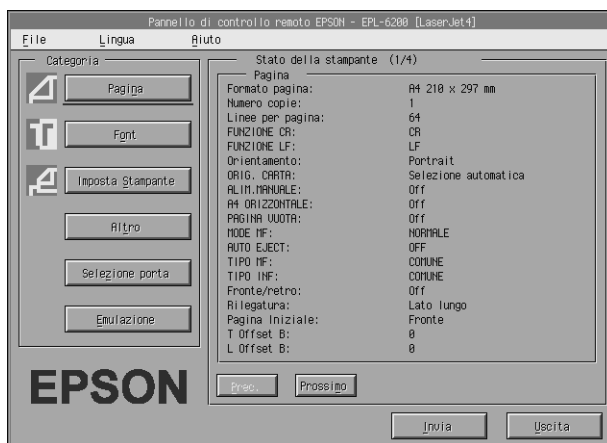 Pannello di controllo remoto EPSON - EPL-6200 [LaserJet4]
File Lingua Aiuto
Categoria
Pagina
Font
Imposta Stampante
Altro
Selezione porta
Emulazione
EPSON
Stato della stampante (1/4)
Pagina
Formato pagina: A4 210 x 297 mm
Numero copie: 1
Linee per pagina: 64
FUNZIONE CR: CR
FUNZIONE LF: LF
Orientamento: Portrait
ORIG. CARTA: Selezione automatica
ALIM.MANUALE: Off
A4 ORIZZONTALE: Off
PAGINA VUOTA: Off
MODE MF: NORMALE
AUTO EJECT: OFF
TIPO MF: COMUNE
TIPO INF: COMUNE
Fronte/retro: Off
Rilegatura: Lato lungo
Pagina Iniziale: Fronte
T Offset B: 0
L Offset B: 0
Prec. Prossimo
Invia Uscita